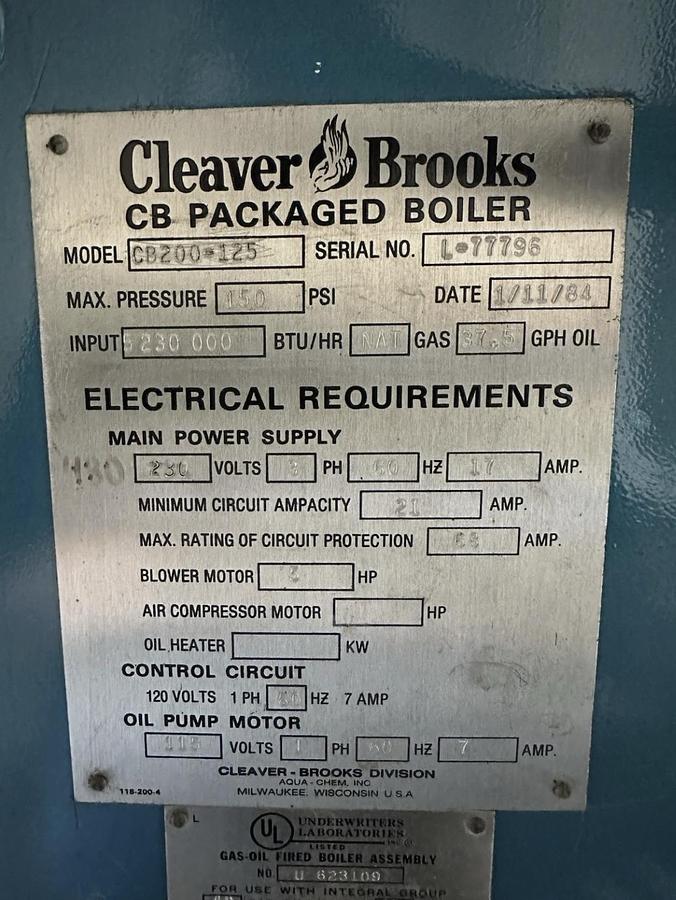 Cleaver Brooks
CB PACKAGED BOILER
MODEL CB200-125 SERIAL NO. L-77796
MAX. PRESSURE 150 PSI DATE 1/11/84
INPUT 5 230 000 BTU/HR NAT GAS 37.5 GPH OIL
ELECTRICAL REQUIREMENTS
MAIN POWER SUPPLY
230 VOLTS 3 PH 60 HZ 17 AMP.
MINIMUM CIRCUIT AMPACITY 21 AMP.
MAX. RATING OF CIRCUIT PROTECTION AMP.
BLOWER MOTOR HP
AIR COMPRESSOR MOTOR HP
OIL HEATER KW
CONTROL CIRCUIT
120 VOLTS 1 PH HZ 7 AMP
OIL PUMP MOTOR
115 VOLTS 1 PH 60 HZ 7 AMP.
CLEAVER-BROOKS DIVISION
AQUA-CHEM, INC
118-200-4 MILWAUKEE, WISCONSIN U.S.A
L
UL UNDERWRITERS
LABORATORIES
INC.®
LISTED
GAS-OIL FIRED BOILER ASSEMBLY
NO. U 623109
FOR USE WITH INTEGRAL GROUP